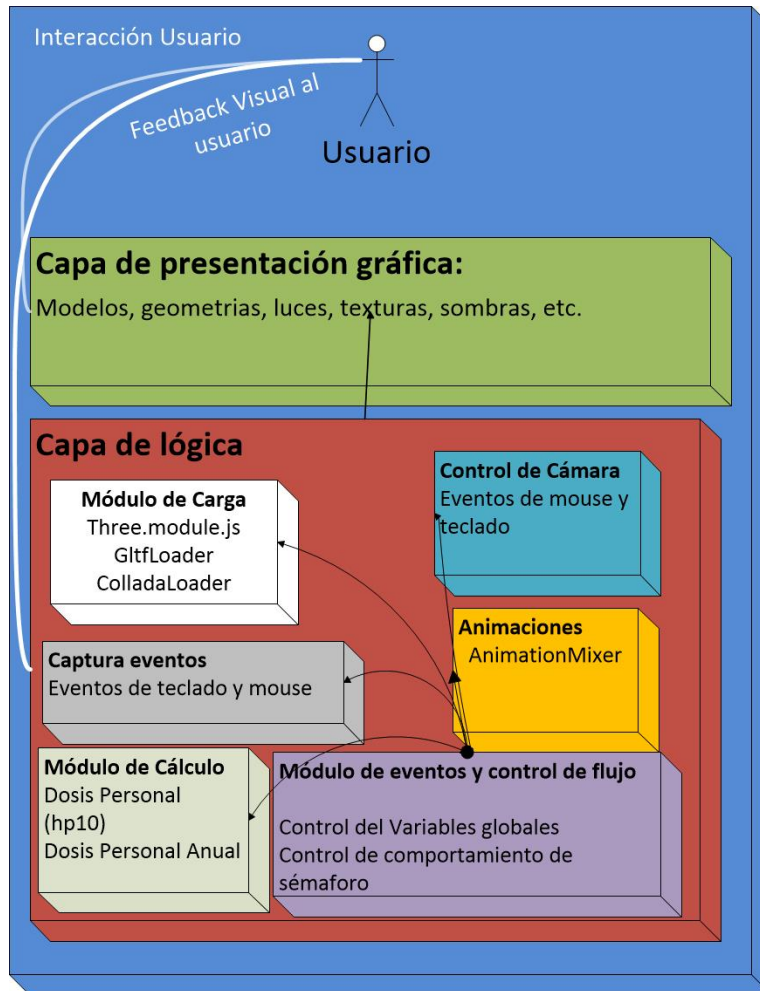 Interacción Usuario
Feedback Visual al
usuario
Usuario
Capa de presentación gráfica:
Modelos, geometrias, luces, texturas, sombras, etc.
Capa de lógica
Módulo de Carga
Three.module.js
GltfLoader
ColladaLoader
Control de Cámara
Eventos de mouse y
teclado
Animaciones
AnimationMixer
Captura eventos
Eventos de teclado y mouse
Módulo de Cálculo
Dosis Personal
(hp10)
Dosis Personal Anual
Módulo de eventos y control de flujo
Control del Variables globales
Control de comportamiento de
sémaforo